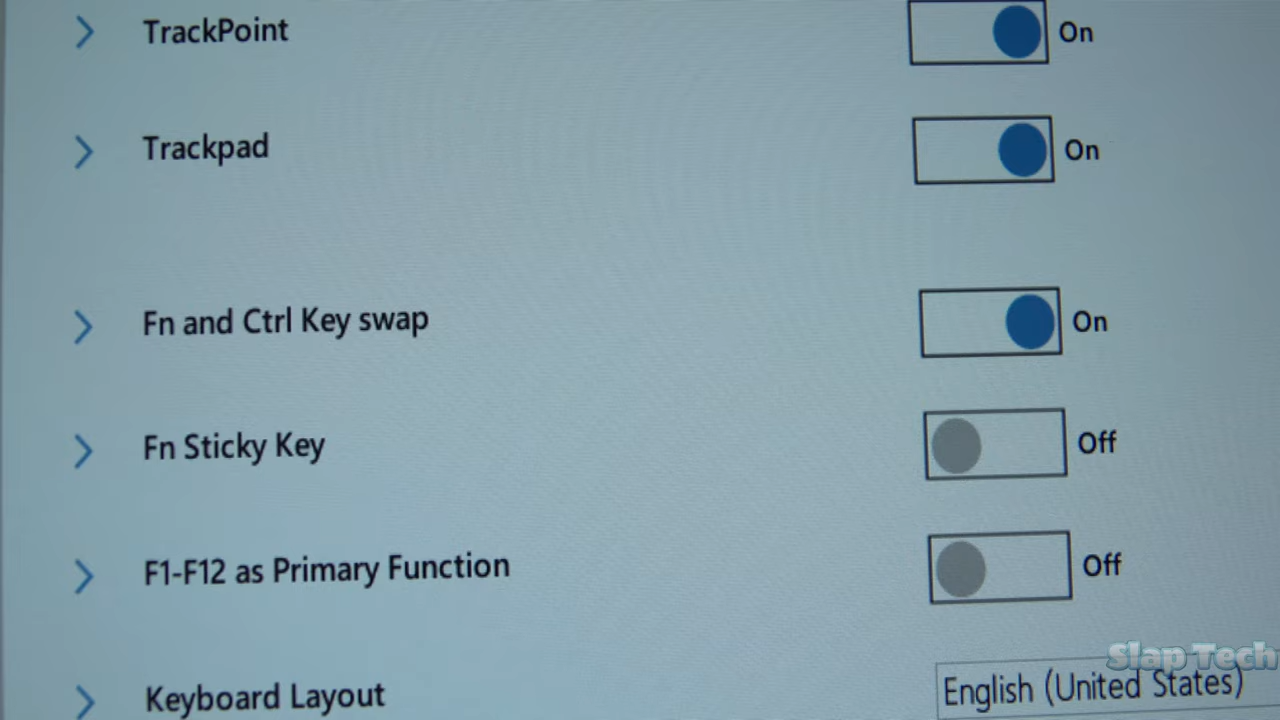 TrackPoint On
Trackpad On
Fn and Ctrl Key swap On
Fn Sticky Key Off
F1-F12 as Primary Function Off
Slap Tech
Keyboard Layout English (United States)